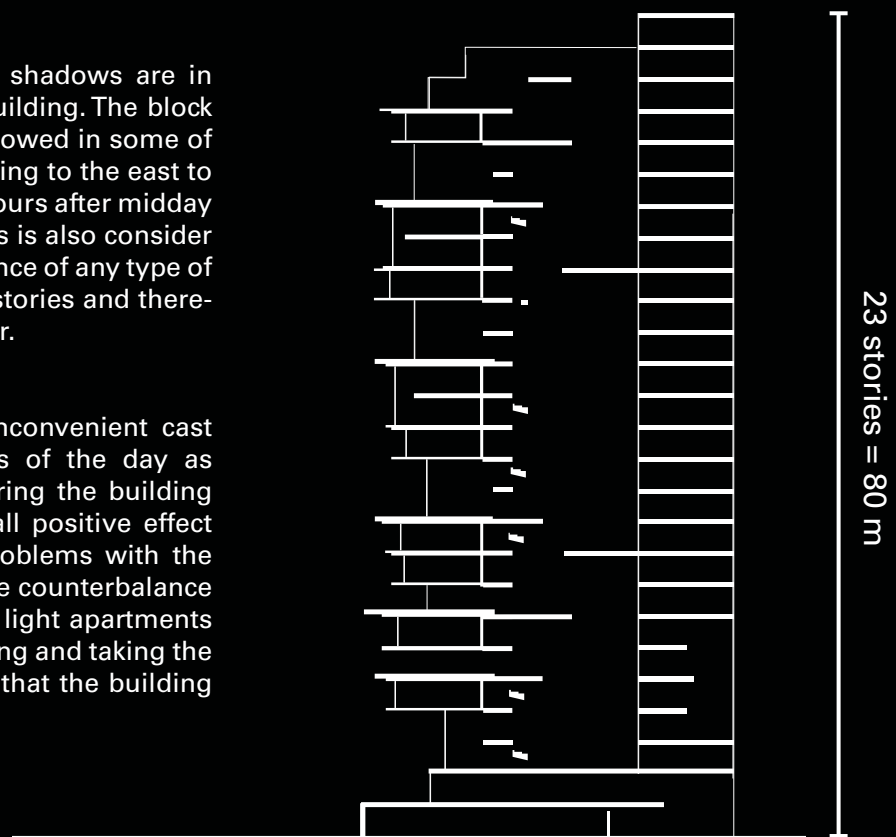 shadows are in
uilding. The block
owed in some of
ing to the east to
ours after midday
s is also consider
nce of any type of
stories and there-
r.
nconvenient cast
s of the day as
ring the building
all positive effect
oblems with the
e counterbalance
light apartments
ng and taking the
that the building
23 stories = 80 m